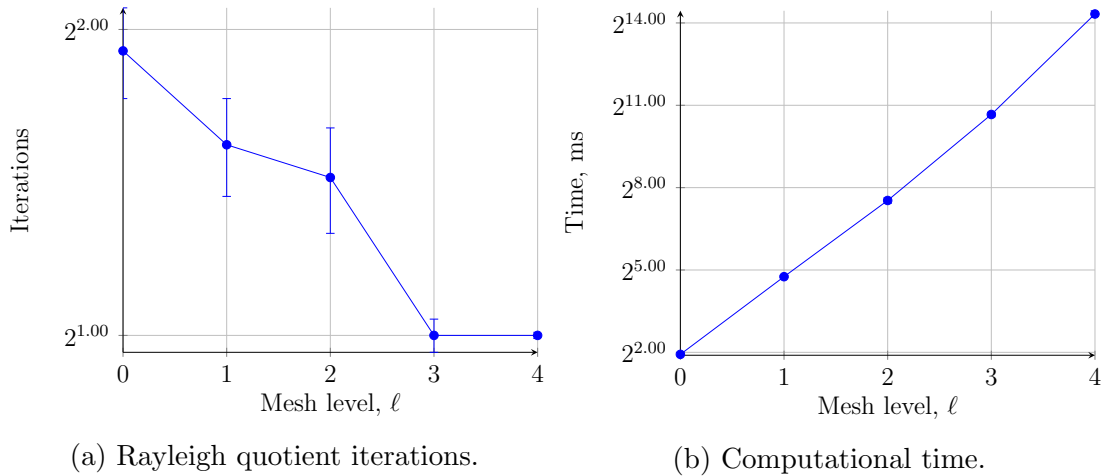 2^2.00
2^1.00
Iterations
0 1 2 3 4
Mesh level, ℓ
(a) Rayleigh quotient iterations.
2^14.00
2^11.00
2^8.00
2^5.00
2^2.00
Time, ms
0 1 2 3 4
Mesh level, ℓ
(b) Computational time.